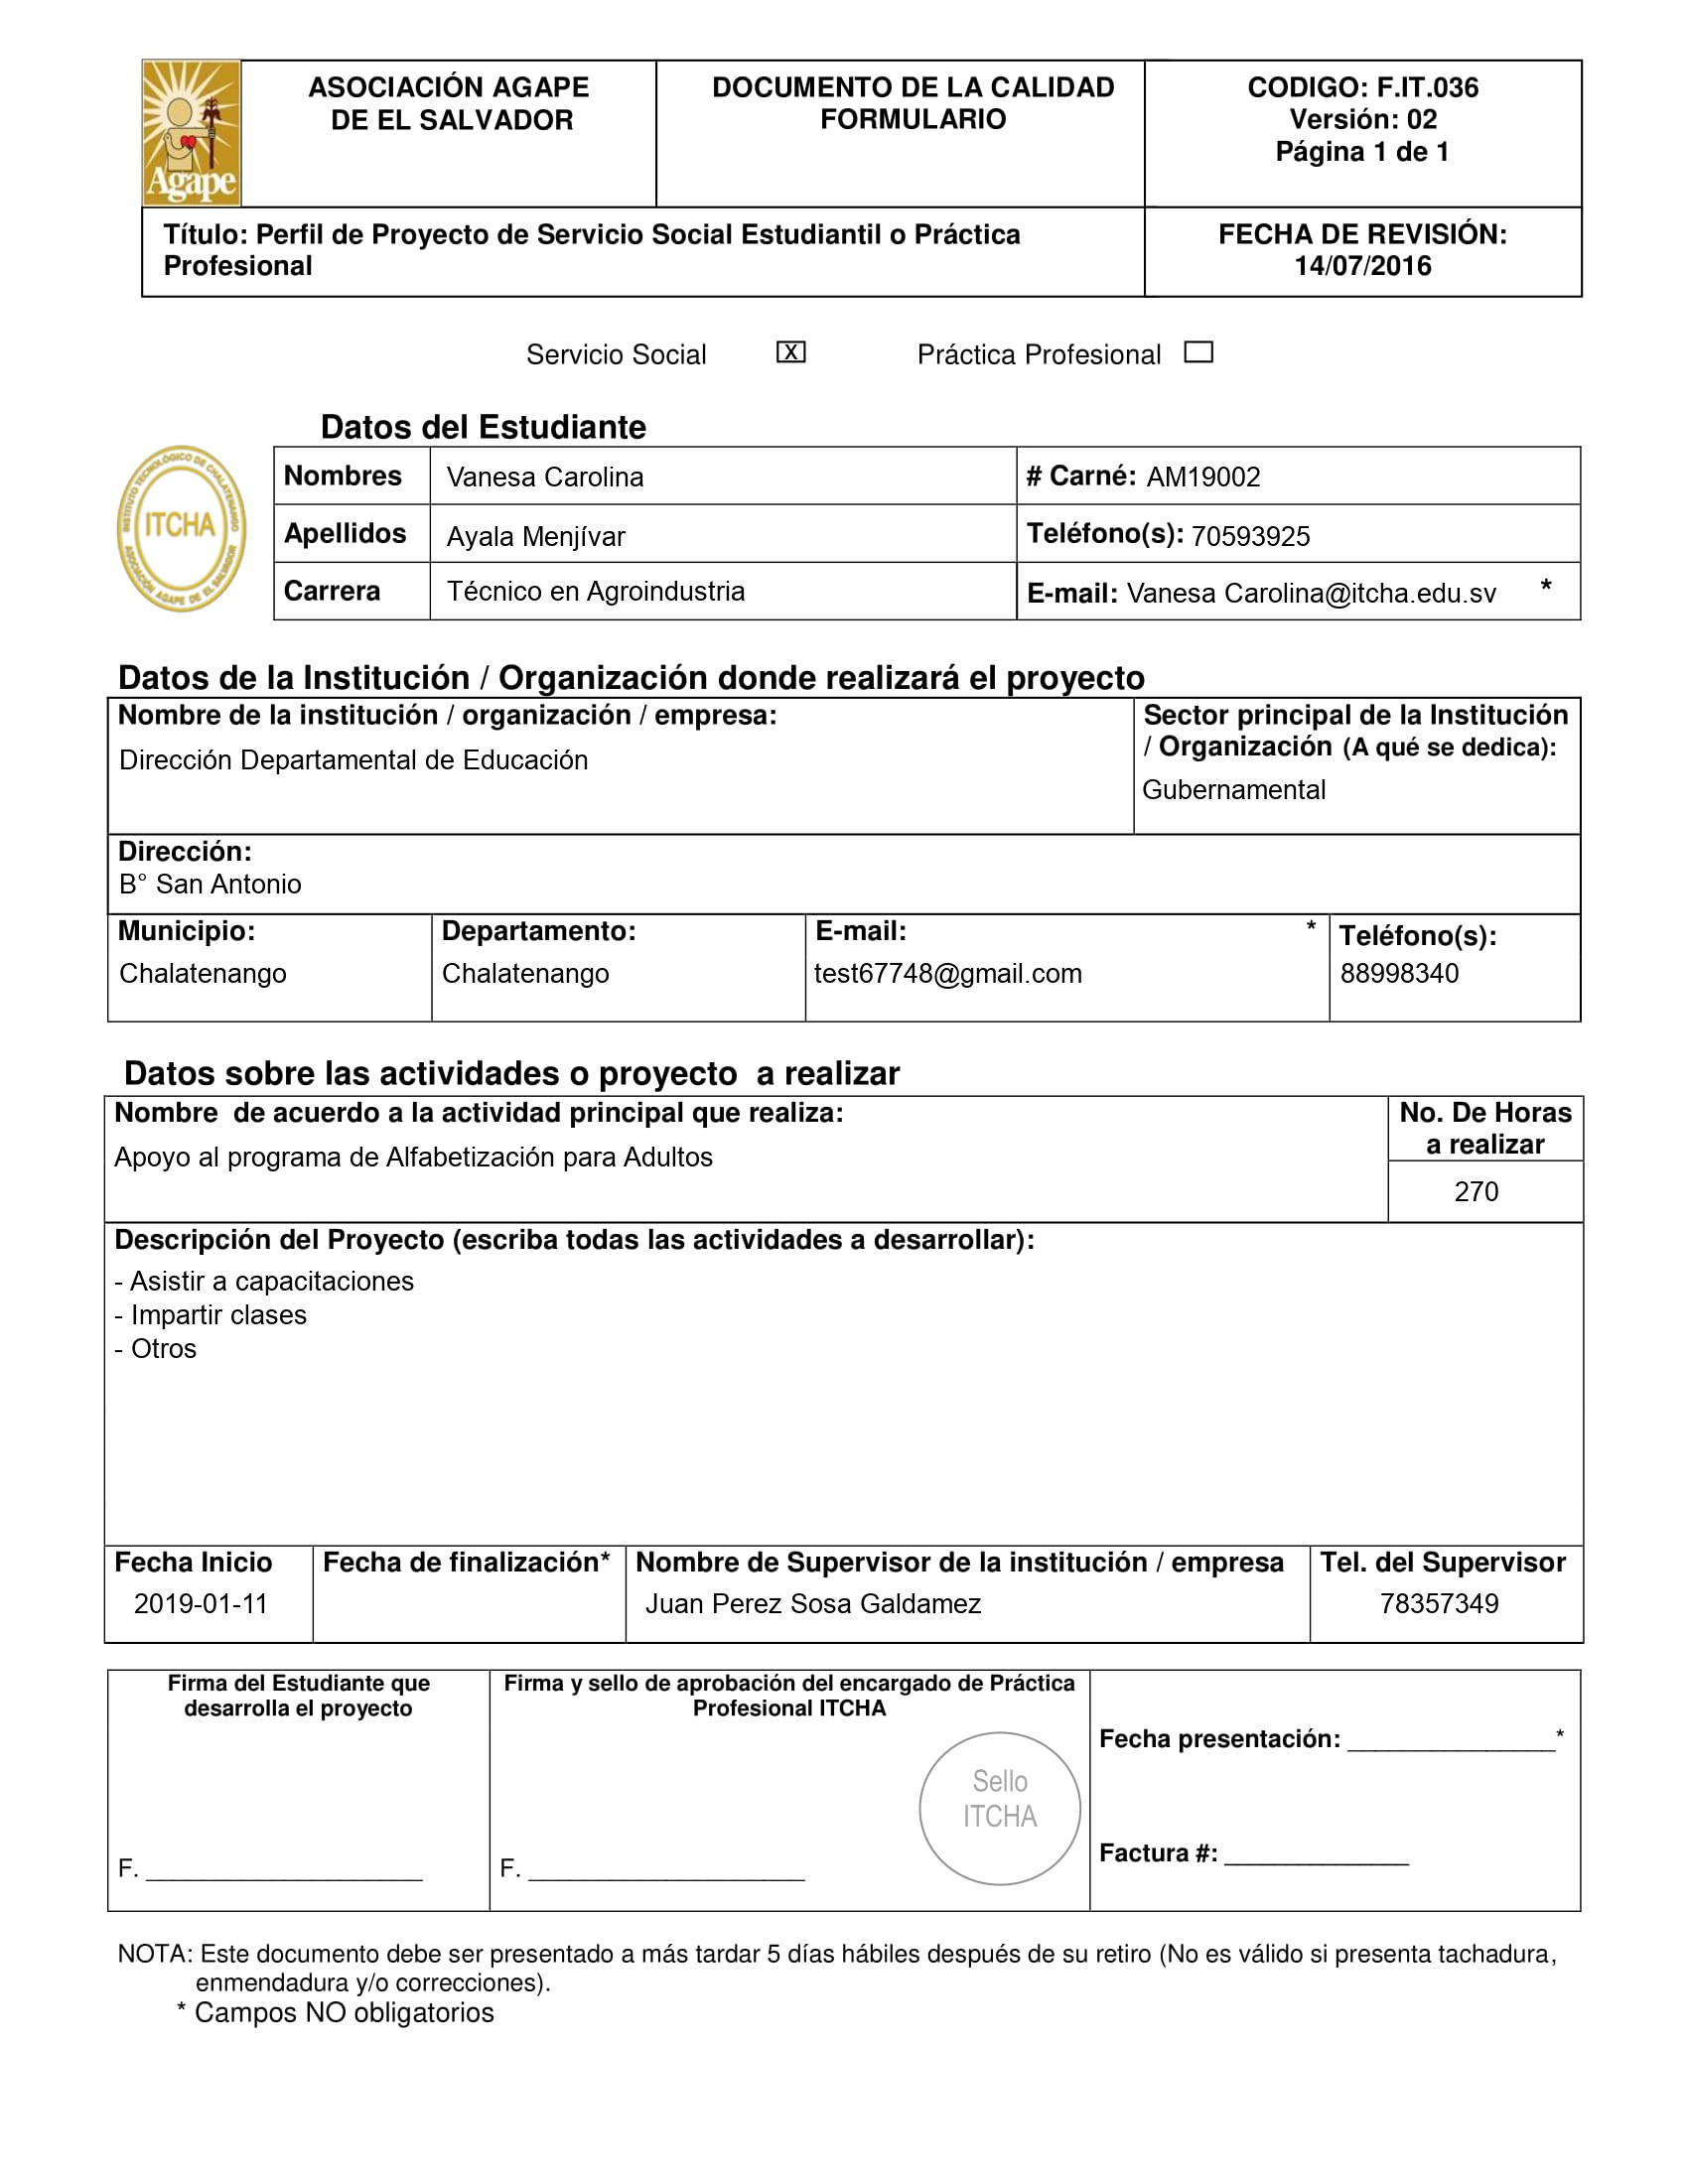 Agape
ASOCIACIÓN AGAPE
DE EL SALVADOR
DOCUMENTO DE LA CALIDAD
FORMULARIO
CODIGO: F.IT.036
Versión: 02
Página 1 de 1
Título: Perfil de Proyecto de Servicio Social Estudiantil o Práctica
Profesional
FECHA DE REVISIÓN:
14/07/2016
Servicio Social X Práctica Profesional
Datos del Estudiante
INSTITUTO TECNOLÓGICO DE CHALATENANGO
ITCHA
ASOCIACIÓN AGAPE DE EL SALVADOR
Nombres Vanesa Carolina # Carné: AM19002
Apellidos Ayala Menjívar Teléfono(s): 70593925
Carrera Técnico en Agroindustria E-mail: Vanesa Carolina@itcha.edu.sv *
Datos de la Institución / Organización donde realizará el proyecto
Nombre de la institución / organización / empresa:
Dirección Departamental de Educación
Sector principal de la Institución
/ Organización (A qué se dedica):
Gubernamental
Dirección:
B° San Antonio
Municipio: Departamento: E-mail: * Teléfono(s):
Chalatenango Chalatenango test67748@gmail.com 88998340
Datos sobre las actividades o proyecto a realizar
Nombre de acuerdo a la actividad principal que realiza:
Apoyo al programa de Alfabetización para Adultos
No. De Horas
a realizar
270
Descripción del Proyecto (escriba todas las actividades a desarrollar):
- Asistir a capacitaciones
- Impartir clases
- Otros
Fecha Inicio Fecha de finalización* Nombre de Supervisor de la institución / empresa Tel. del Supervisor
2019-01-11 Juan Perez Sosa Galdamez 78357349
Firma del Estudiante que
desarrolla el proyecto
F. ____________________
Firma y sello de aprobación del encargado de Práctica
Profesional ITCHA
Sello
ITCHA
F. ____________________
Fecha presentación: _______________*
Factura #: _____________
NOTA: Este documento debe ser presentado a más tardar 5 días hábiles después de su retiro (No es válido si presenta tachadura,
enmendadura y/o correcciones).
* Campos NO obligatorios